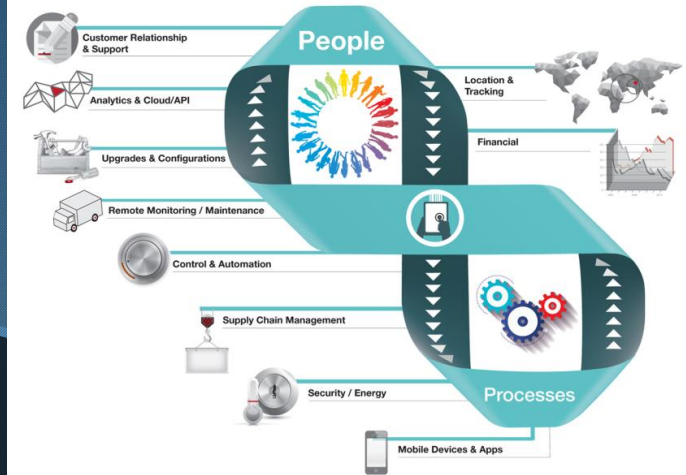 People
Customer Relationship
& Support
Analytics & Cloud/API
Upgrades & Configurations
Remote Monitoring / Maintenance
Control & Automation
Supply Chain Management
Security / Energy
Mobile Devices & Apps
Location &
Tracking
Financial
Processes